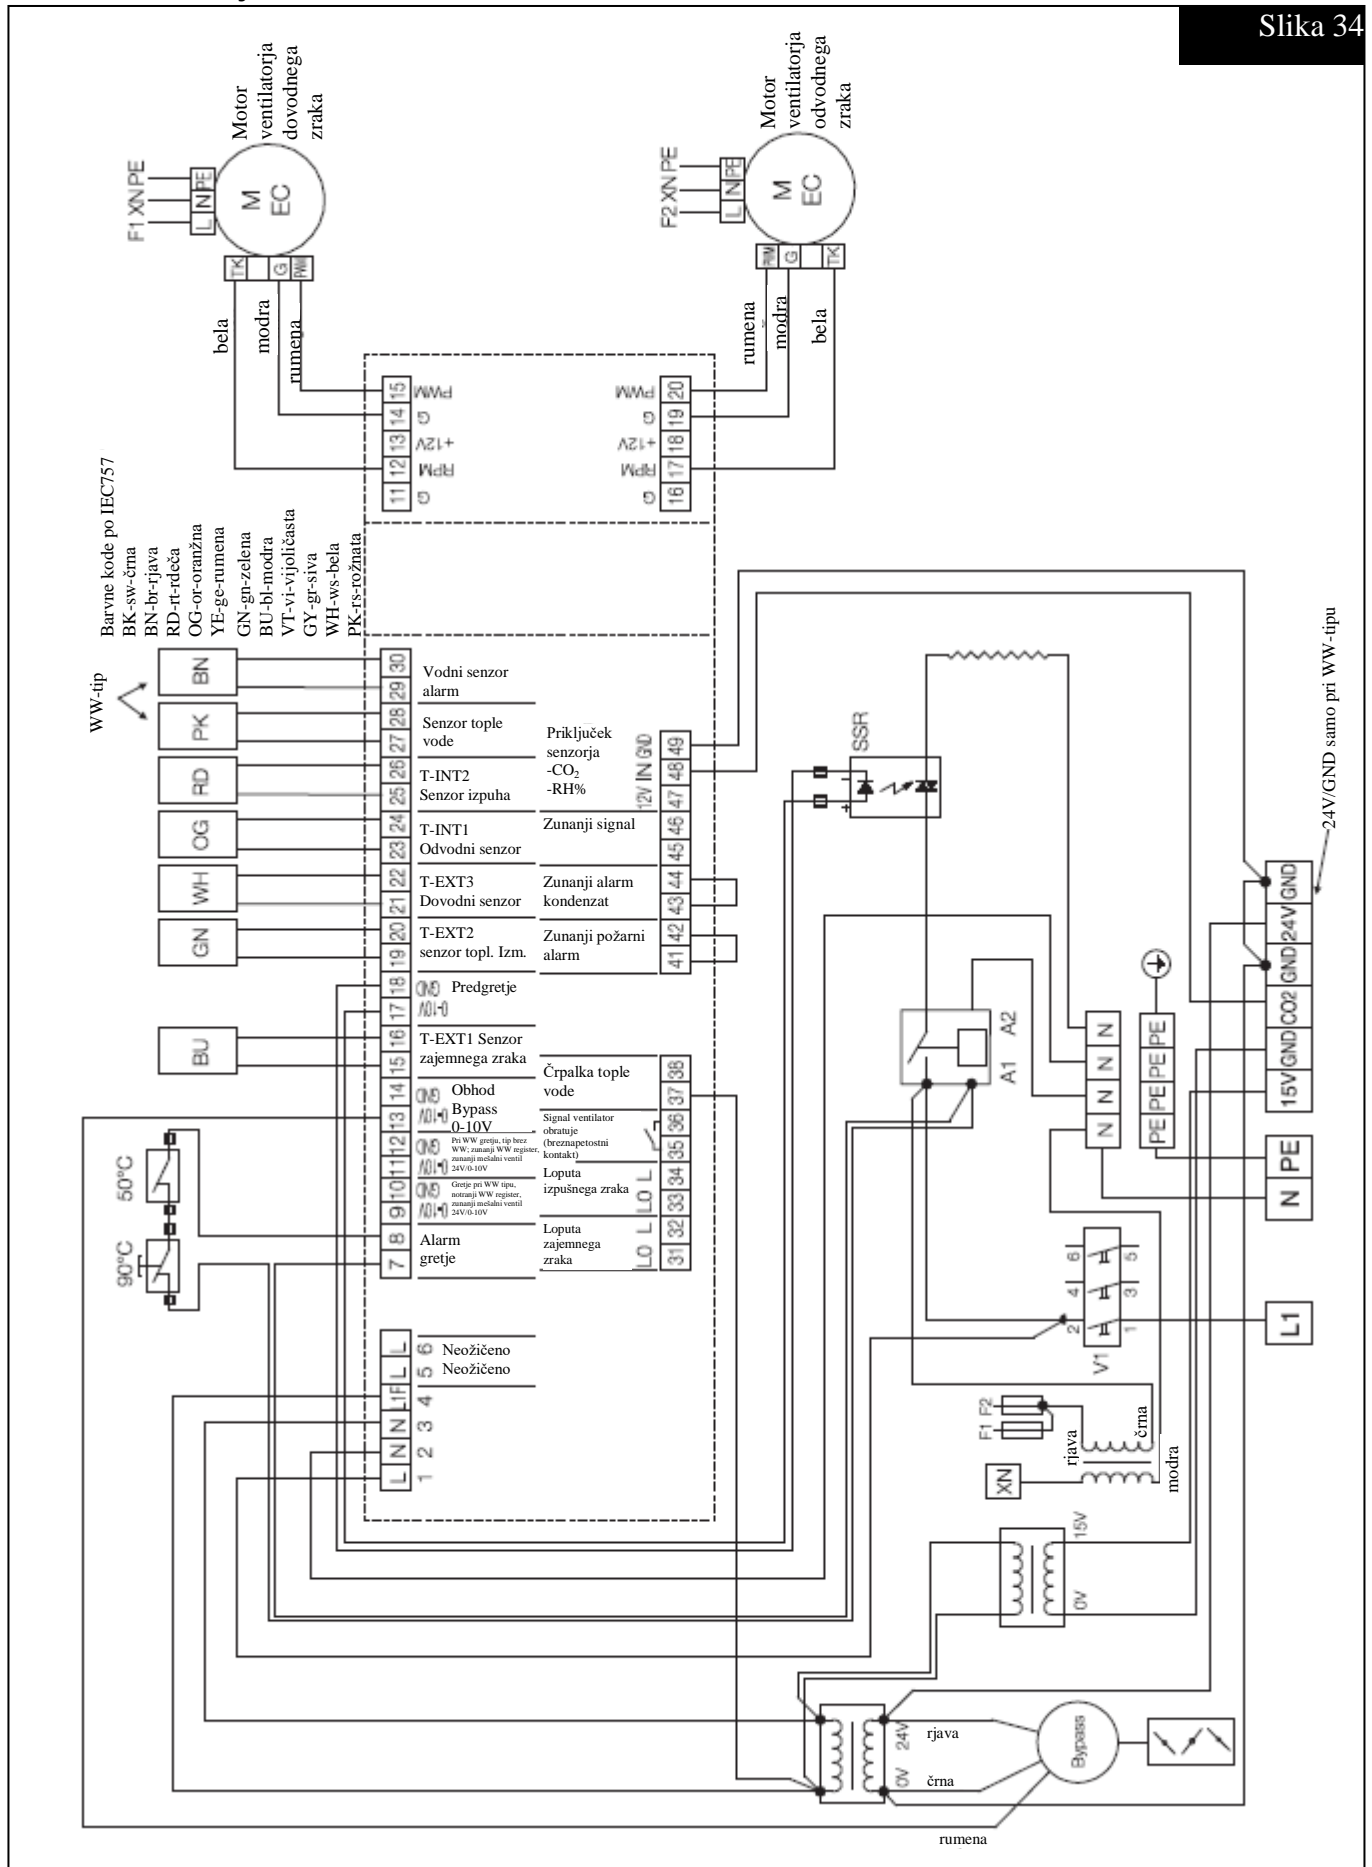 Slika 34
Motor
ventilatorja
dovodnega
zraka
F1 XN PE
L N PE
M
EC
TK
G
PWM
bela
modra
rumena
Motor
ventilatorja
odvodnega
zraka
F2 XN PE
L N PE
M
EC
PWM
G
TK
rumena
modra
bela
15 PWM
14 G
13 +12V
12 RPM
11 G
PWM 20
G 19
+12V 18
RPM 17
G 16
Barvne kode po IEC757
BK-sw-črna
BN-br-rjava
RD-rt-rdeča
OG-or-oranžna
YE-ge-rumena
GN-gn-zelena
BU-bl-modra
VT-vi-vijoličasta
GY-gr-siva
WH-ws-bela
PK-rs-rožnata
WW-tip
BN
PK
RD
OG
WH
GN
BU
30
29
Vodni senzor
alarm
28
27
Senzor tople
vode
26
25
T-INT2
Senzor izpuha
24
23
T-INT1
Odvodni senzor
22
21
T-EXT3
Dovodni senzor
20
19
T-EXT2
senzor topl. Izm.
18 GND
17 0-10V
Predgretje
16
15
T-EXT1 Senzor
zajemnega zraka
14 GND
13 0-10V
Obhod
Bypass
0-10V
12 GND
11 0-10V
Pri WW gretju, tip brez
WW; zunanji WW register,
zunanji mešalni ventil
24V/0-10V
10 GND
9 0-10V
Gretje pri WW tipu,
notranji WW register,
zunanji mešalni ventil
24V/0-10V
8
7
Alarm
gretje
Priključek
senzorja
-CO₂
-RH%
12V IN GND
49
48
47
Zunanji signal
46
45
Zunanji alarm
kondenzat
44
43
Zunanji požarni
alarm
42
41
Črpalka tople
vode
38
37
Signal ventilator
obratuje
(breznapetostni
kontakt)
36
35
Loputa
izpušnega zraka
LO L
34
33
Loputa
zajemnega
zraka
LO L
32
31
L 6 Neožičeno
L 5 Neožičeno
L1F 4
N 3
N 2
L 1
50°C
90°C
SSR
- +
A1 A2
N N N N
PE PE PE PE
24V/GND samo pri WW-tipu
15V GND CO2 GND 24V GND
N PE
L1
2 4 6
1 3 5
V1
F1 F2
XN
rjava
črna
modra
0V 15V
0V 24V
rjava
črna
Bypass
rumena